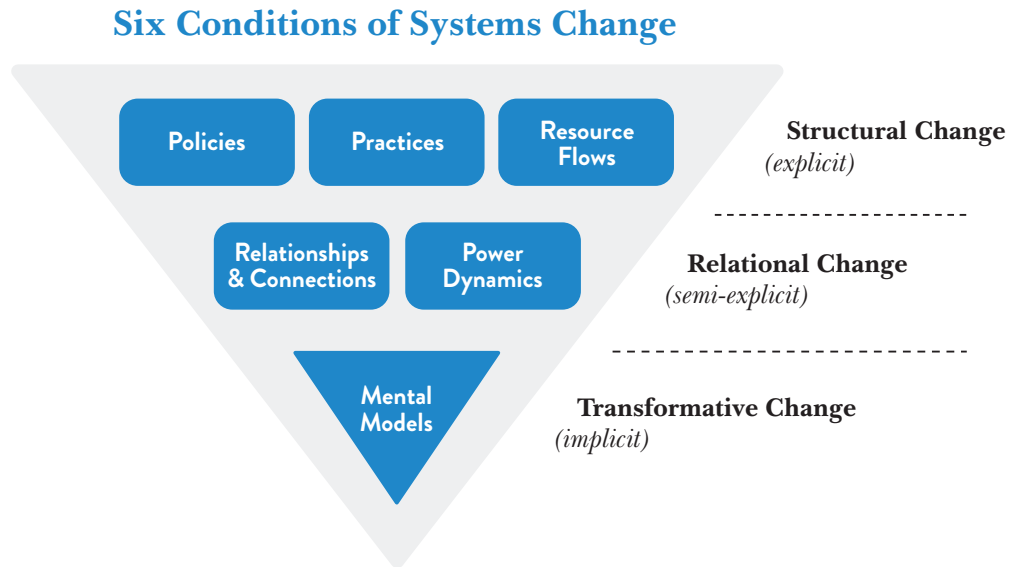 Six Conditions of Systems Change
Policies
Practices
Resource
Flows
Structural Change
(explicit)
Relationships
& Connections
Power
Dynamics
Relational Change
(semi-explicit)
Mental
Models
Transformative Change
(implicit)